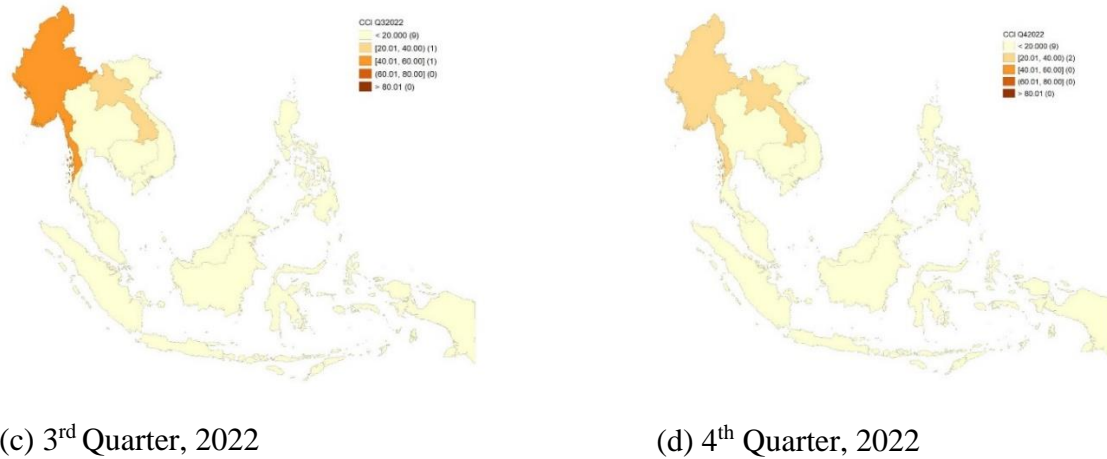 CCI Q32022
< 20.000 (9)
[20.01, 40.00) (1)
[40.01, 60.00] (1)
(60.01, 80.00] (0)
> 80.01 (0)
CCI Q42022
< 20.000 (9)
[20.01, 40.00) (2)
[40.01, 60.00] (0)
(60.01, 80.00] (0)
> 80.01 (0)
(c) 3rd Quarter, 2022
(d) 4th Quarter, 2022